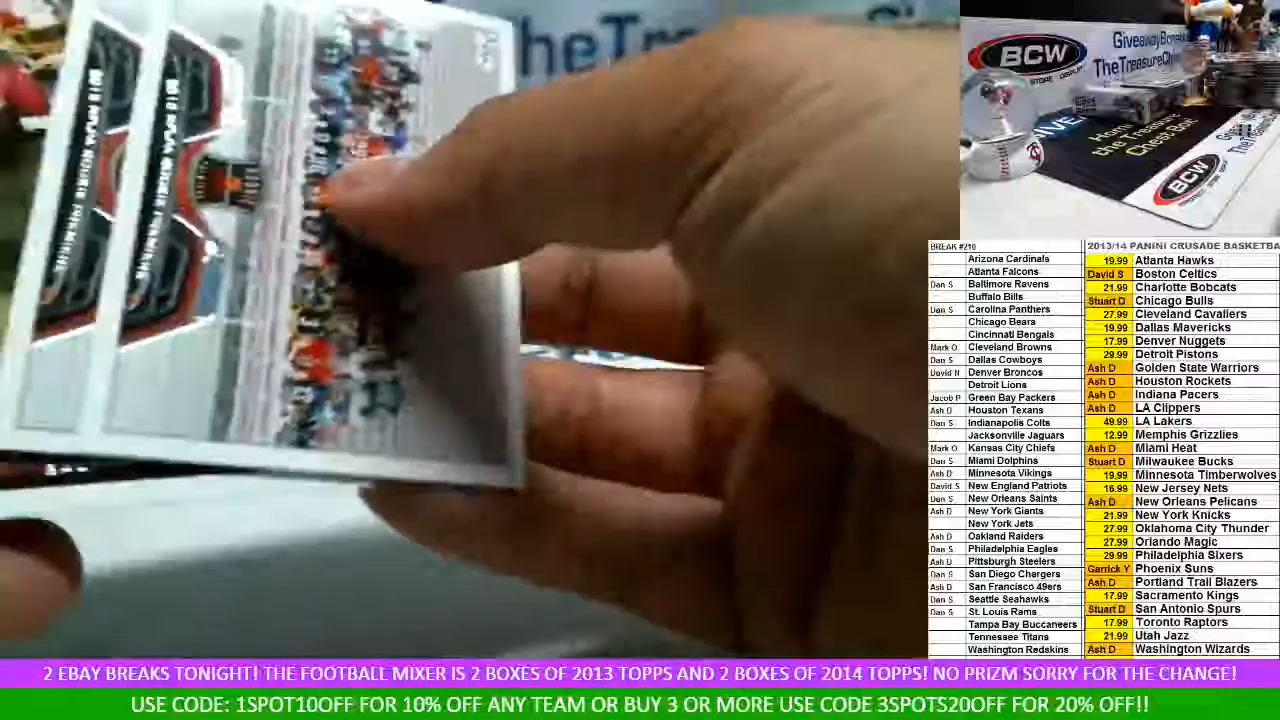 theTre
BCW
STORE DISPL
BCW
the Treasure
Chest Box
BREAK #210
Arizona Cardinals
Atlanta Falcons
Dan S Baltimore Ravens
Buffalo Bills
Dan S Carolina Panthers
Chicago Bears
Cincinnati Bengals
Mark O Cleveland Browns
Dan S Dallas Cowboys
David N Denver Broncos
Detroit Lions
Jacob P Green Bay Packers
Ash D Houston Texans
Dan S Indianapolis Colts
Jacksonville Jaguars
Mark O Kansas City Chiefs
Dan S Miami Dolphins
Ash D Minnesota Vikings
David S New England Patriots
Dan S New Orleans Saints
Ash D New York Giants
New York Jets
Ash D Oakland Raiders
Dan S Philadelphia Eagles
Ash D Pittsburgh Steelers
Dan S San Diego Chargers
Ash D San Francisco 49ers
Dan S Seattle Seahawks
Dan S St. Louis Rams
Tampa Bay Buccaneers
Tennessee Titans
Washington Redskins
2013/14 PANINI CRUSADE BASKETBA
19.99 Atlanta Hawks
David S Boston Celtics
21.99 Charlotte Bobcats
Stuart D Chicago Bulls
27.99 Cleveland Cavaliers
19.99 Dallas Mavericks
17.99 Denver Nuggets
29.99 Detroit Pistons
Ash D Golden State Warriors
Ash D Houston Rockets
Ash D Indiana Pacers
Ash D LA Clippers
49.99 LA Lakers
12.99 Memphis Grizzlies
Ash D Miami Heat
Stuart D Milwaukee Bucks
19.99 Minnesota Timberwolves
16.99 New Jersey Nets
Ash D New Orleans Pelicans
21.99 New York Knicks
27.99 Oklahoma City Thunder
27.99 Orlando Magic
29.99 Philadelphia Sixers
Garrick Y Phoenix Suns
Ash D Portland Trail Blazers
17.99 Sacramento Kings
Stuart D San Antonio Spurs
17.99 Toronto Raptors
21.99 Utah Jazz
Ash D Washington Wizards
2 EBAY BREAKS TONIGHT! THE FOOTBALL MIXER IS 2 BOXES OF 2013 TOPPS AND 2 BOXES OF 2014 TOPPS! NO PRIZM SORRY FOR THE CHANGE!
USE CODE: 1SPOT10OFF FOR 10% OFF ANY TEAM OR BUY 3 OR MORE USE CODE 3SPOTS20OFF FOR 20% OFF!!